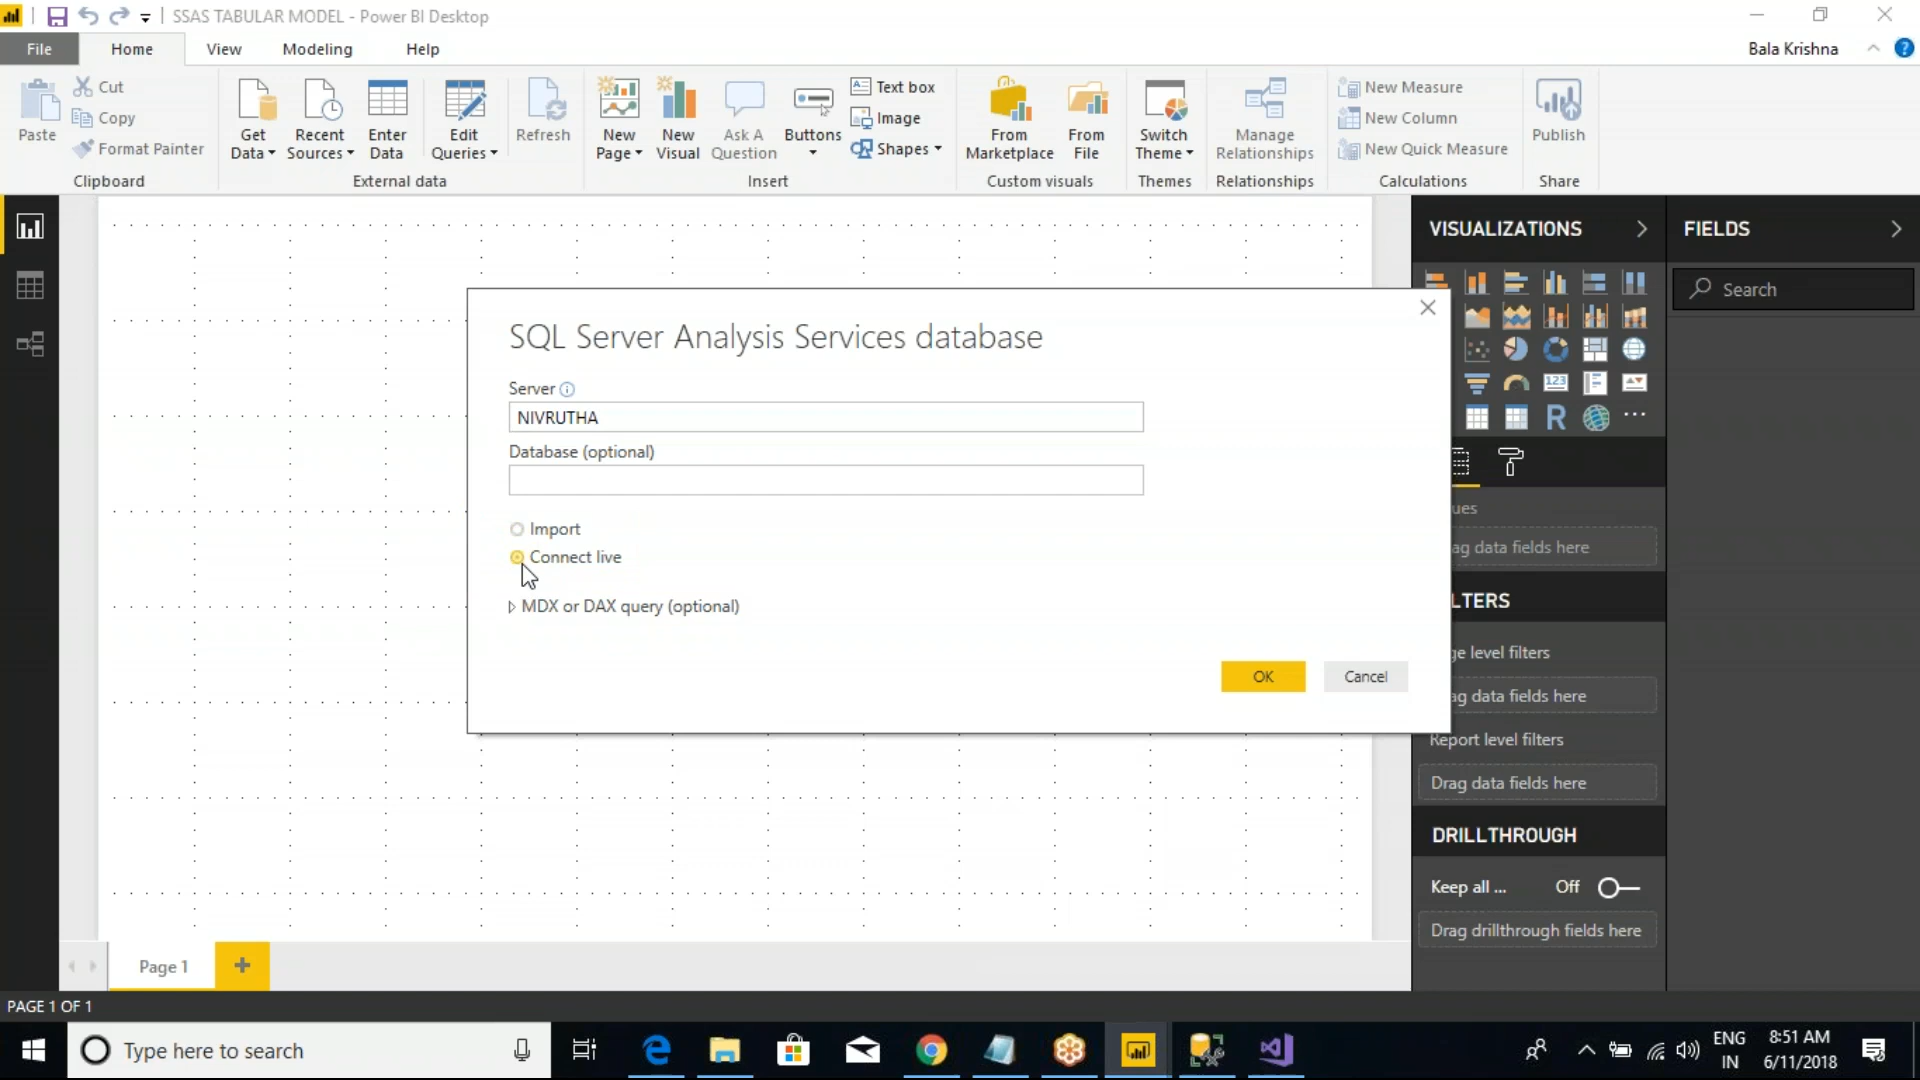 SSAS TABULAR MODEL - Power BI Desktop
File
Home
View
Modeling
Help
Bala Krishna
?
Paste
Cut
Copy
Format Painter
Clipboard
Get Data
Recent Sources
Enter Data
Edit Queries
Refresh
External data
New Page
New Visual
Ask A Question
Buttons
Text box
Image
Shapes
Insert
From Marketplace
From File
Custom visuals
Switch Theme
Themes
Manage Relationships
Relationships
New Measure
New Column
New Quick Measure
Calculations
Publish
Share
VISUALIZATIONS
FIELDS
Search
123
R
ues
ag data fields here
LTERS
ge level filters
ag data fields here
Report level filters
Drag data fields here
DRILLTHROUGH
Keep all ...
Off
Drag drillthrough fields here
SQL Server Analysis Services database
Server
NIVRUTHA
Database (optional)
Import
Connect live
MDX or DAX query (optional)
OK
Cancel
Page 1
PAGE 1 OF 1
Type here to search
ENG
IN
8:51 AM
6/11/2018